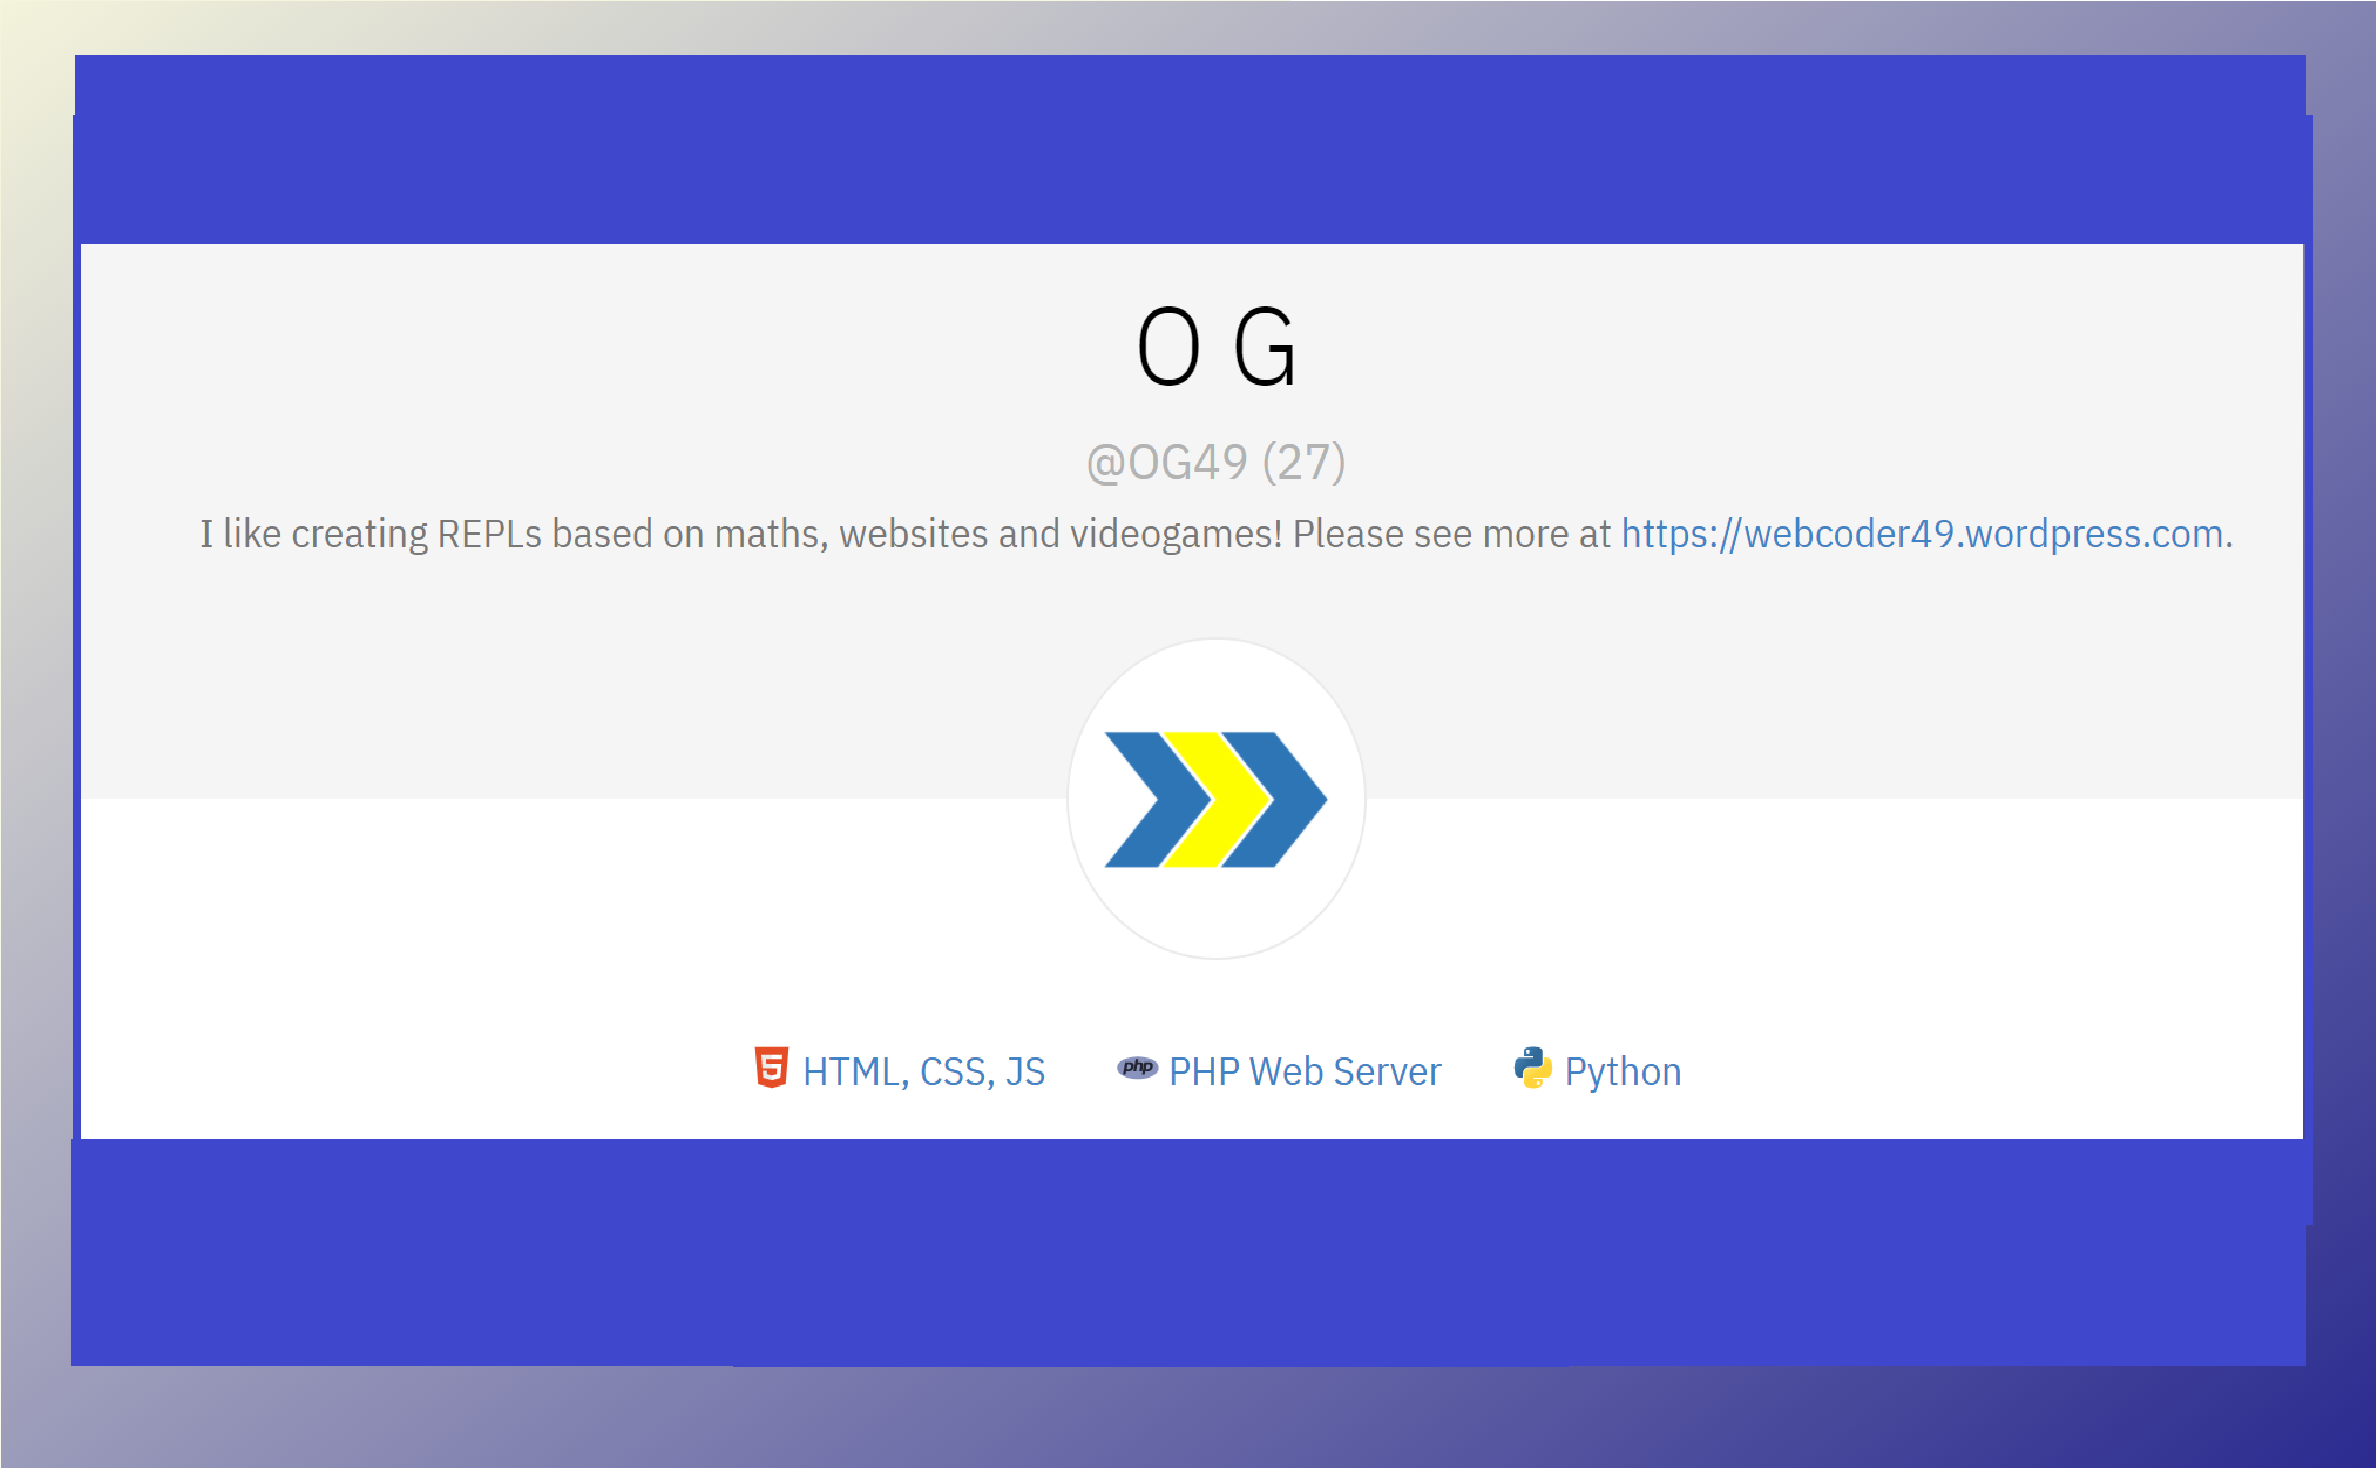 O G
@OG49 (27)
I like creating REPLs based on maths, websites and videogames! Please see more at https://webcoder49.wordpress.com.
5 HTML, CSS, JS php PHP Web Server Python